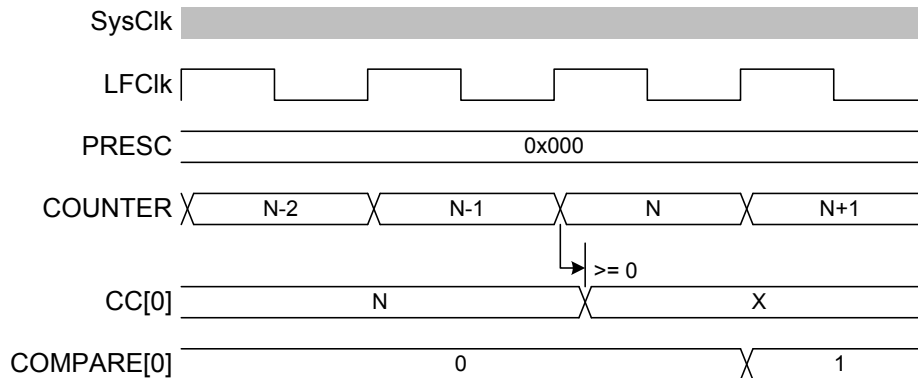 SysClk
LFClk
PRESC 0x000
COUNTER N-2 N-1 N N+1
>= 0
CC[0] N X
COMPARE[0] 0 1